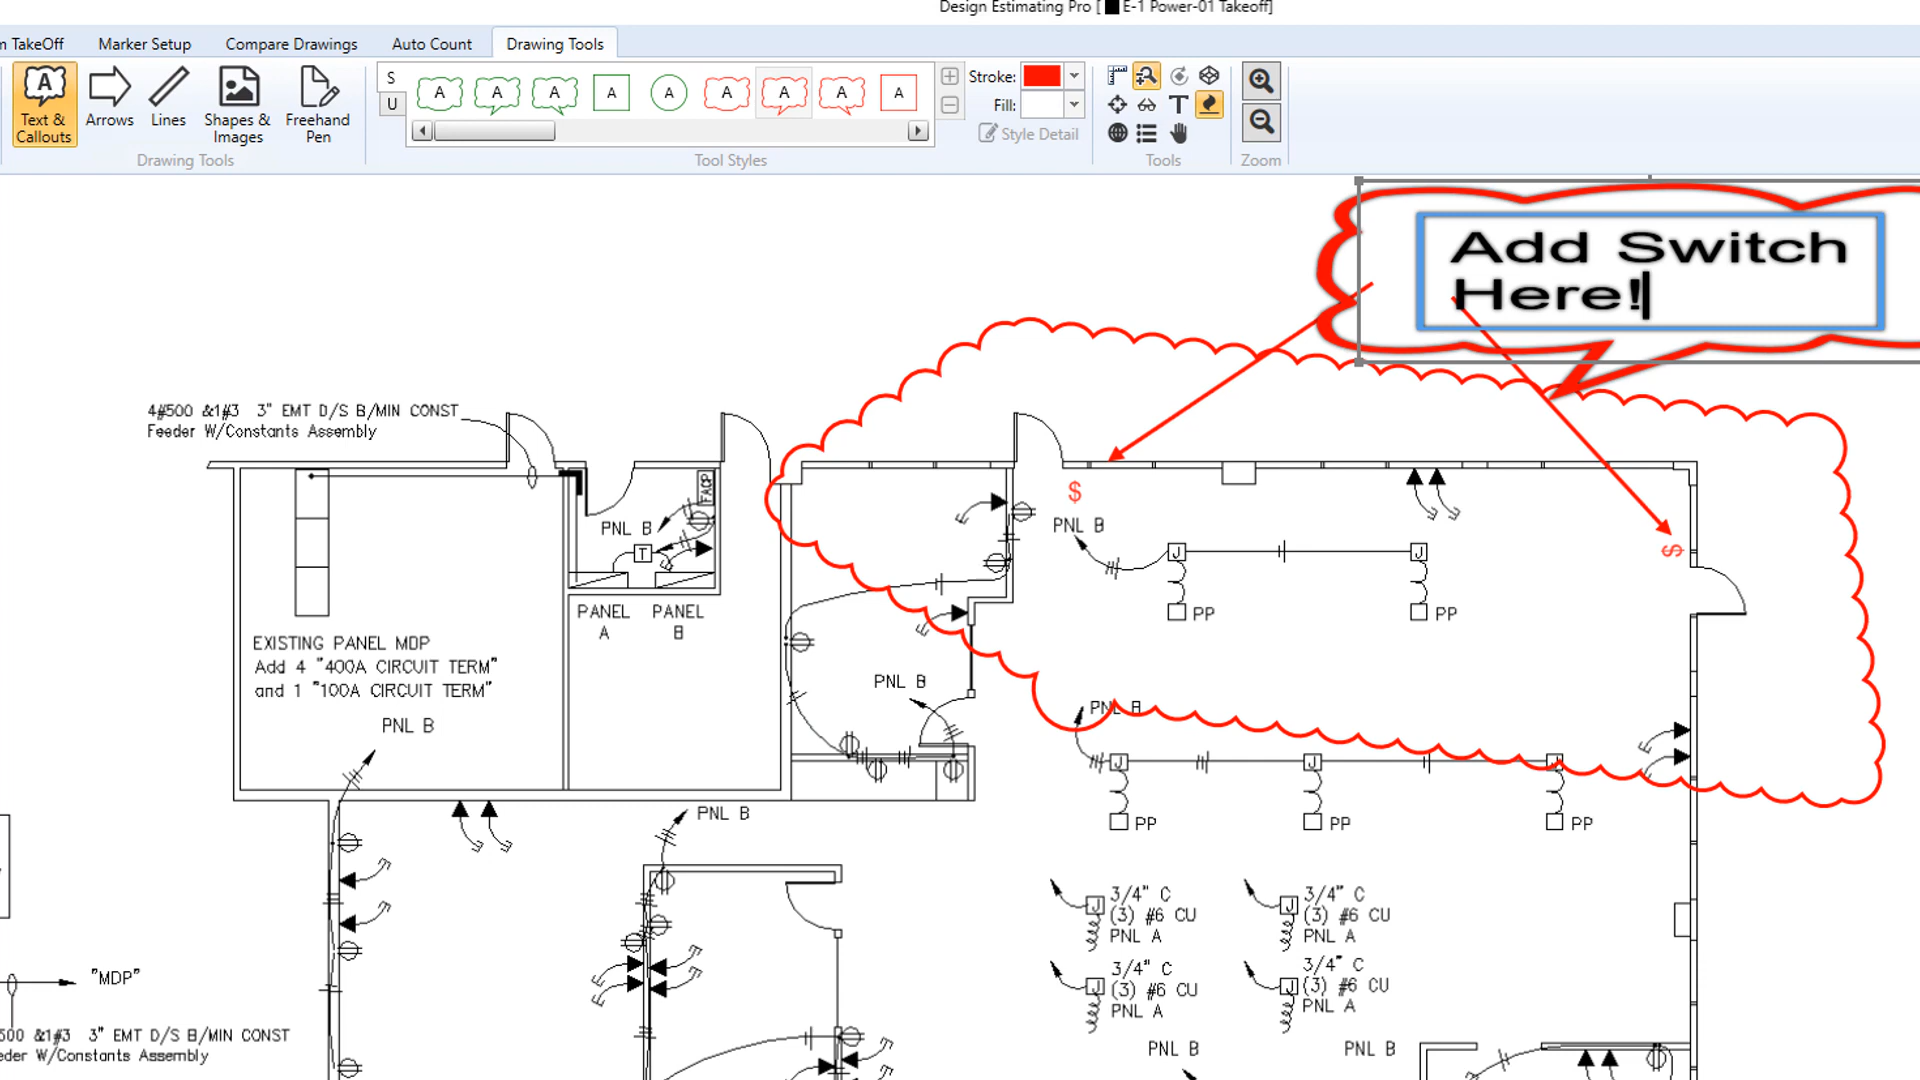 Design Estimating Pro [ E-1 Power-01 Takeoff]
m TakeOff
Marker Setup
Compare Drawings
Auto Count
Drawing Tools
A
Text &
Callouts
Arrows
Lines
Shapes &
Images
Freehand
Pen
S
U
A A A A A A A A A
Stroke:
Fill:
Style Detail
T
Drawing Tools
Tool Styles
Tools
Zoom
Add Switch
Here!
4#500 &1#3 3" EMT D/S B/MIN CONST
Feeder W/Constants Assembly
FACP
PNL B
T
PANEL
A
PANEL
B
EXISTING PANEL MDP
Add 4 "400A CIRCUIT TERM"
and 1 "100A CIRCUIT TERM"
PNL B
$
PNL B
$
J
J
PP
PP
PNL B
PNL B
J
J
J
PP
PP
PP
PNL B
J
3/4" C
(3) #6 CU
PNL A
J
3/4" C
(3) #6 CU
PNL A
J
3/4" C
(3) #6 CU
PNL A
J
3/4" C
(3) #6 CU
PNL A
"MDP"
500 &1#3 3" EMT D/S B/MIN CONST
eder W/Constants Assembly
PNL B
PNL B